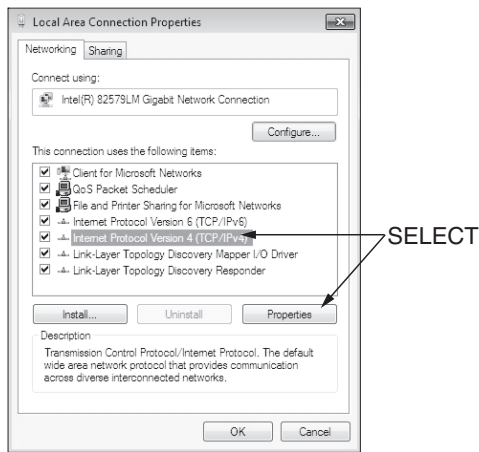 Local Area Connection Properties
Networking Sharing
Connect using:
Intel(R) 82579LM Gigabit Network Connection
Configure...
This connection uses the following items:
Client for Microsoft Networks
QoS Packet Scheduler
File and Printer Sharing for Microsoft Networks
Internet Protocol Version 6 (TCP/IPv6)
Internet Protocol Version 4 (TCP/IPv4)
SELECT
Link-Layer Topology Discovery Mapper I/O Driver
Link-Layer Topology Discovery Responder
Install... Uninstall Properties
Description
Transmission Control Protocol/Internet Protocol. The default
wide area network protocol that provides communication
across diverse interconnected networks.
OK Cancel